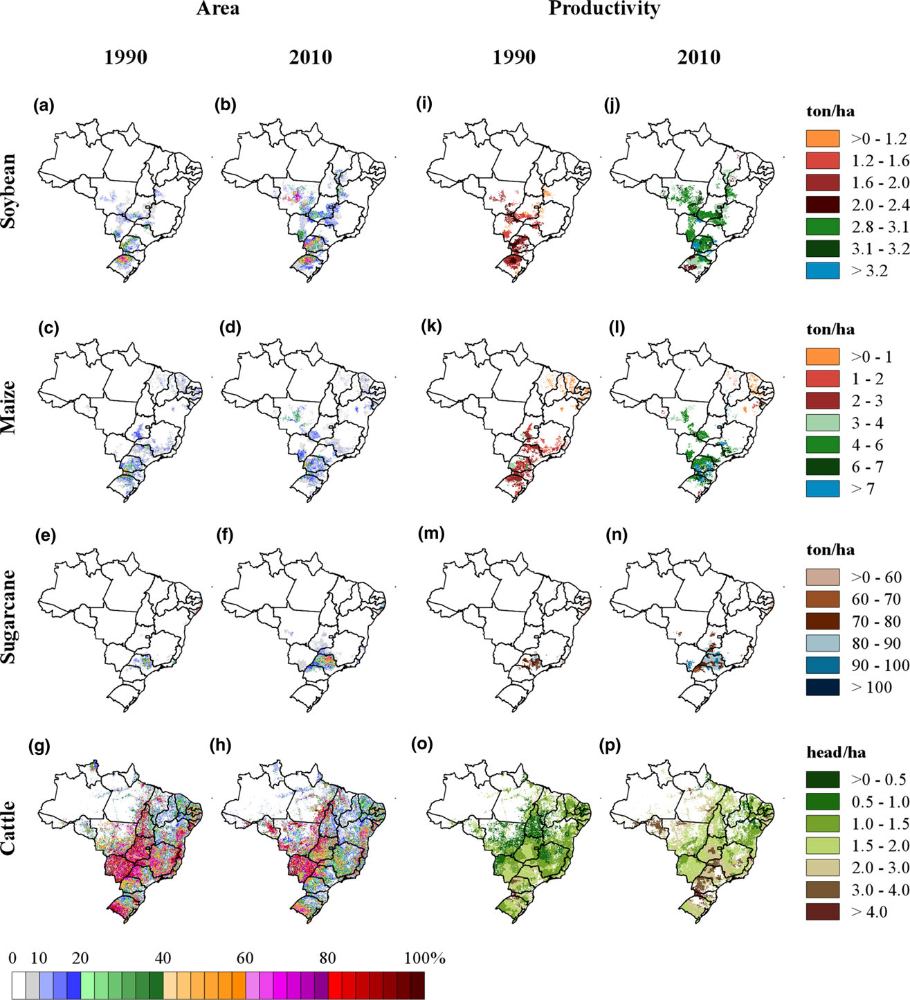 Area Productivity
1990 2010 1990 2010
(a) (b) (i) (j)
Soybean
ton/ha
>0 - 1.2
1.2 - 1.6
1.6 - 2.0
2.0 - 2.4
2.8 - 3.1
3.1 - 3.2
> 3.2
(c) (d) (k) (l)
Maize
ton/ha
>0 - 1
1 - 2
2 - 3
3 - 4
4 - 6
6 - 7
> 7
(e) (f) (m) (n)
Sugarcane
ton/ha
>0 - 60
60 - 70
70 - 80
80 - 90
90 - 100
> 100
(g) (h) (o) (p)
Cattle
head/ha
>0 - 0.5
0.5 - 1.0
1.0 - 1.5
1.5 - 2.0
2.0 - 3.0
3.0 - 4.0
> 4.0
0 10 20 40 60 80 100%